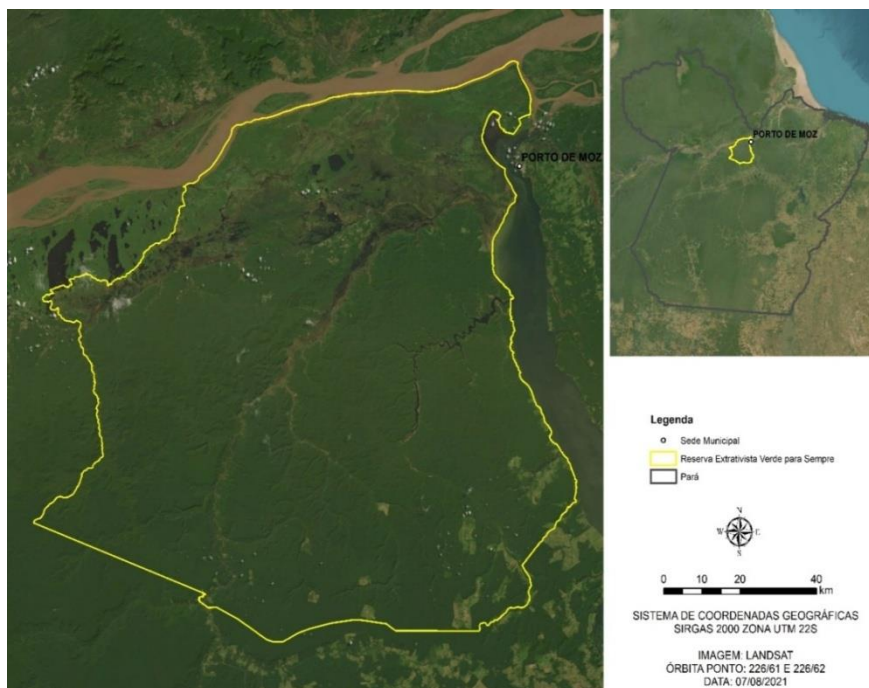 PORTO DE MOZ
PORTO DE MOZ
Legenda
Sede Municipal
Reserva Extrativista Verde para Sempre
Pará
N
W E
S
0 10 20 40
km
SISTEMA DE COORDENADAS GEOGRÁFICAS
SIRGAS 2000 ZONA UTM 22S
IMAGEM: LANDSAT
ÓRBITA PONTO: 226/61 E 226/62
DATA: 07/08/2021